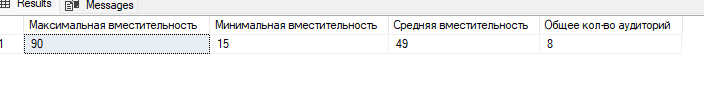 Results Messages
Максимальная вместительность Минимальная вместительность Средняя вместительность Общее кол-во аудиторий
1 90 15 49 8